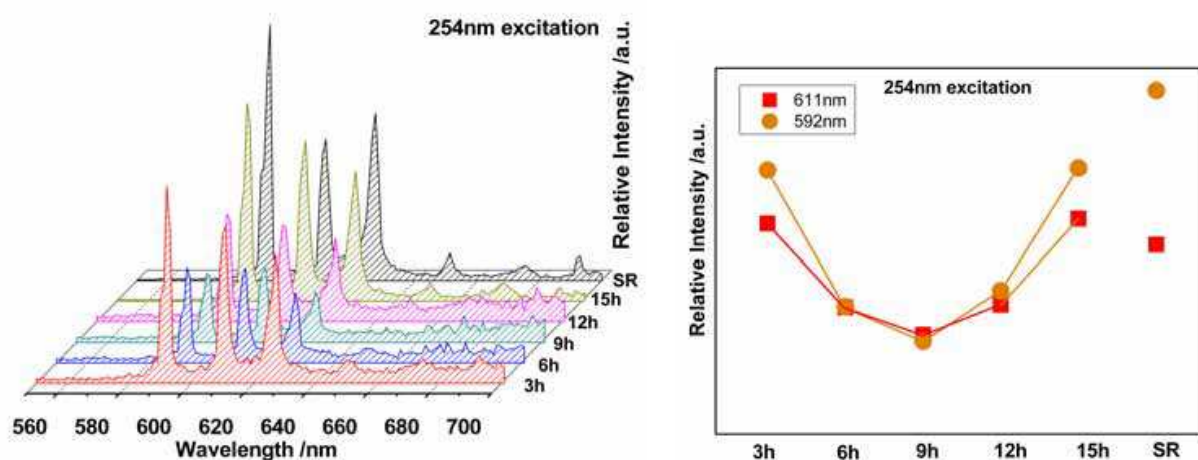 254nm excitation
Relative Intensity /a.u.
SR
15h
12h
9h
6h
3h
560 580 600 620 640 660 680 700
Wavelength /nm
254nm excitation
611nm
592nm
Relative Intensity /a.u.
3h 6h 9h 12h 15h SR